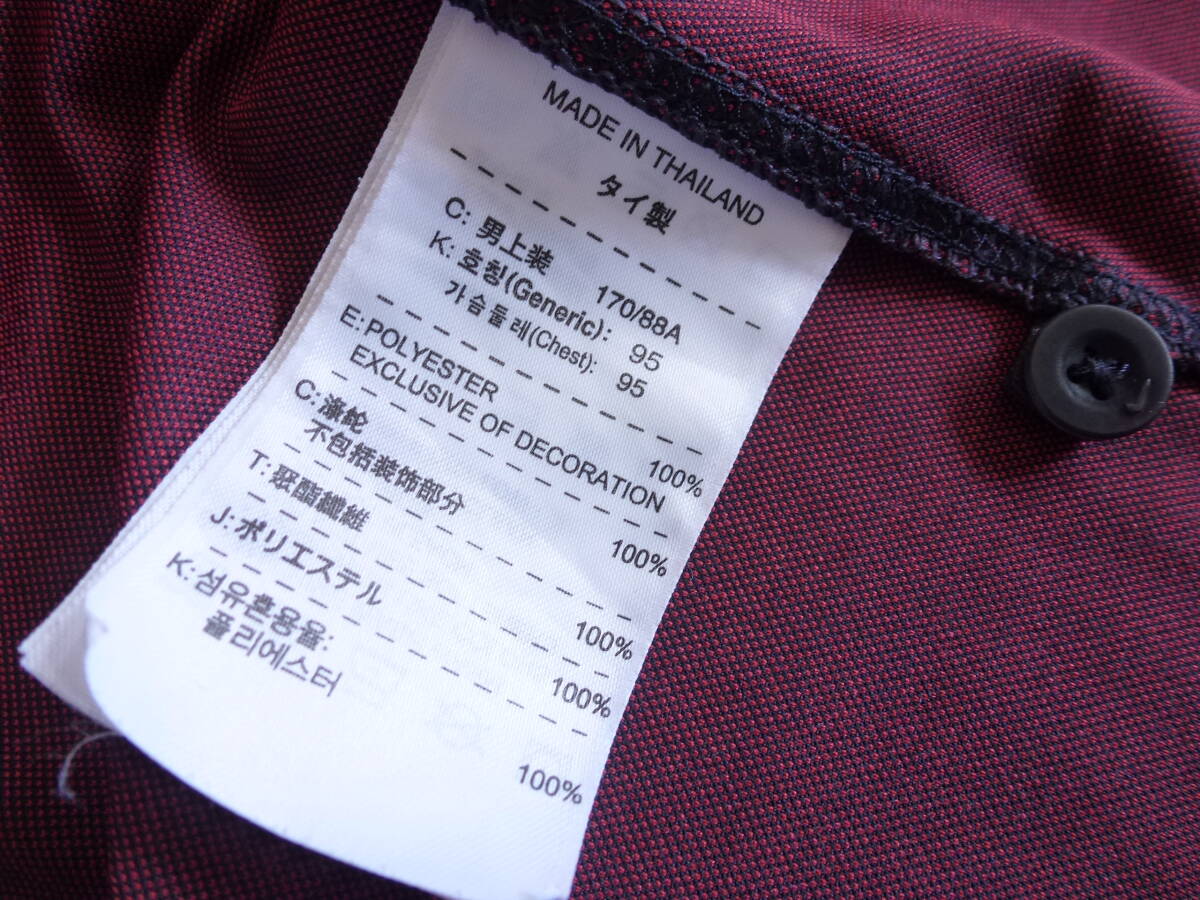 MADE IN THAILAND
タイ製
C: 男上装 170/88A
K: 호칭(Generic): 95
가슴둘레(Chest): 95
E: POLYESTER 100%
EXCLUSIVE OF DECORATION
C: 涤纶 100%
不包括装饰部分
T: 聚酯纖維 100%
J: ポリエステル 100%
K: 섬유혼용율:
폴리에스터 100%